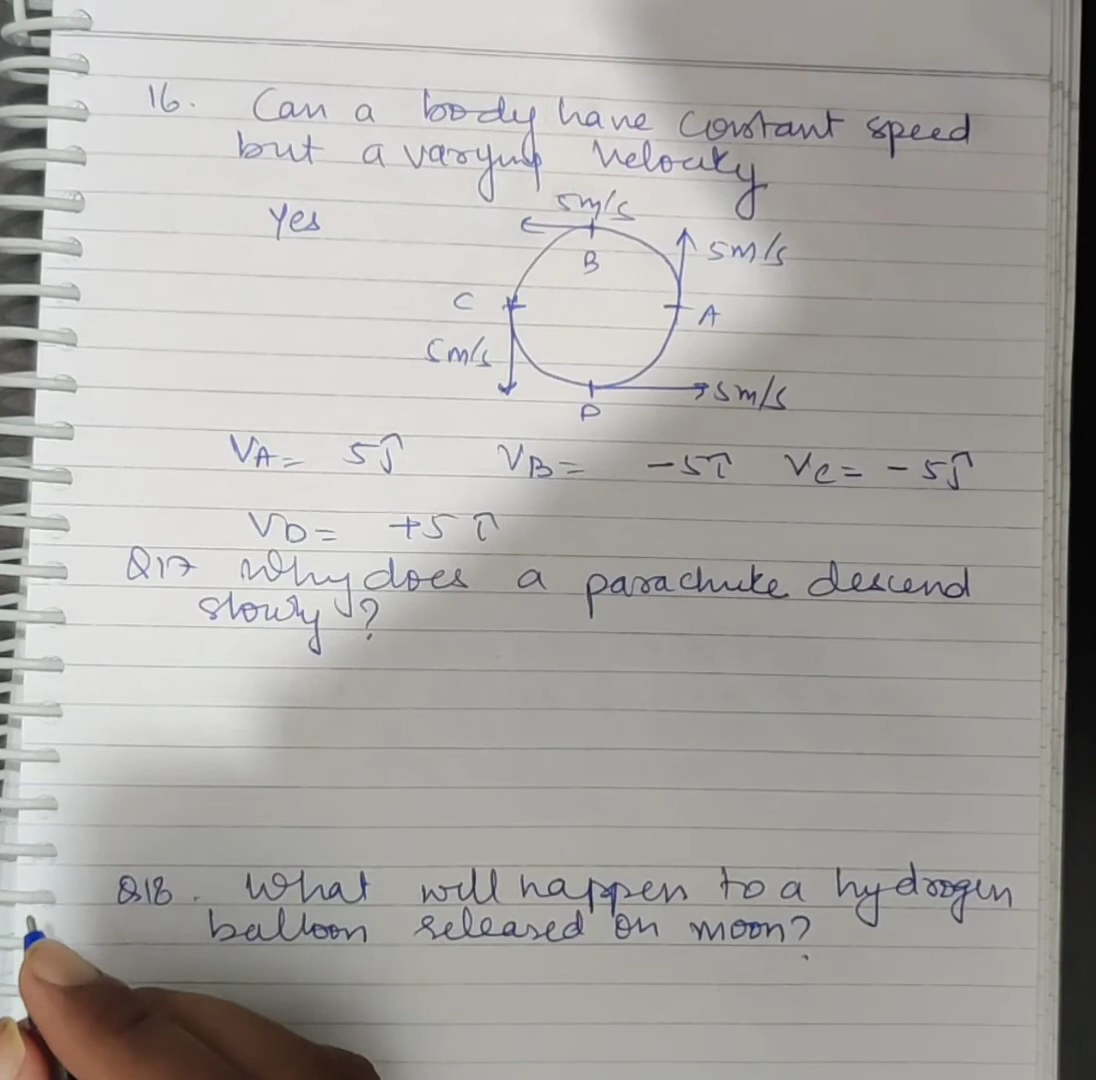 16. Can a body have constant speed
but a varying velocity
Yes
5m/s
B
5m/s
C
A
5m/s
5m/s
D
VA = 5ĵ VB = -5î VC = -5ĵ
VD = +5î
Q17 Why does a parachute descend
slowly?
Q18. What will happen to a hydrogen
balloon released on moon?